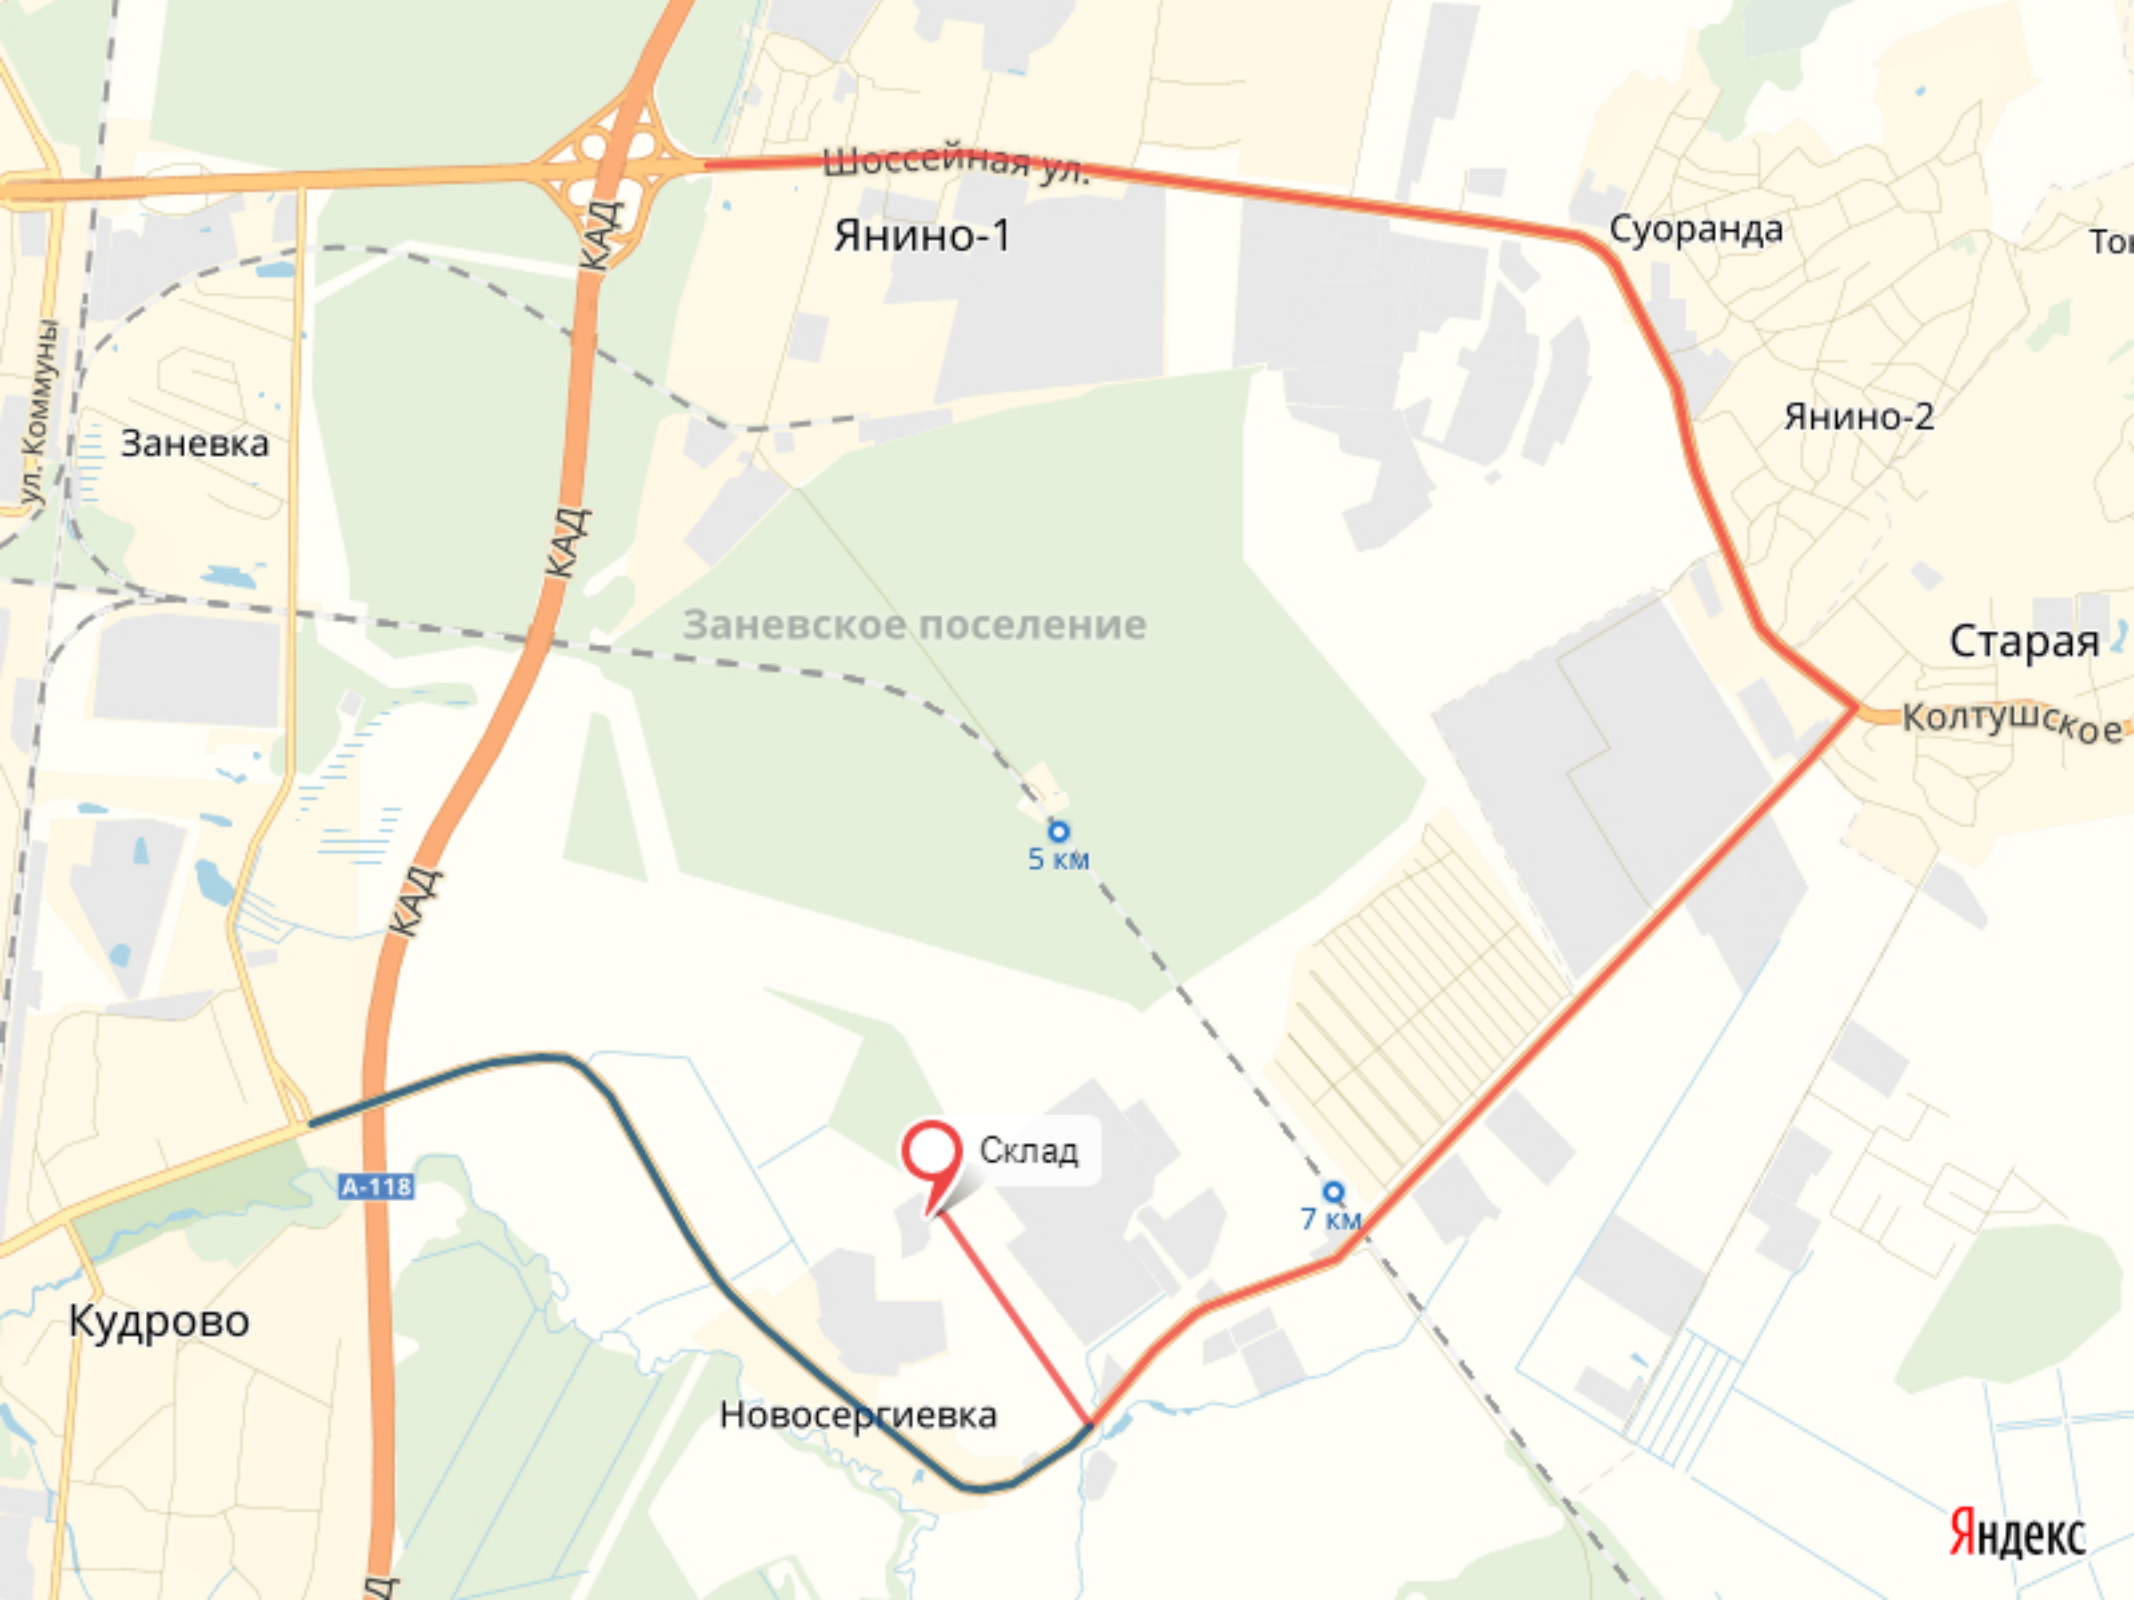 Шоссейная ул.
КАД
Янино-1
Суоранда
ул. Коммуны
Заневка
Янино-2
КАД
Заневское поселение
Старая
Колтушское
5 км
КАД
Склад
А-118
7 км
Кудрово
Новосергиевка
Яндекс